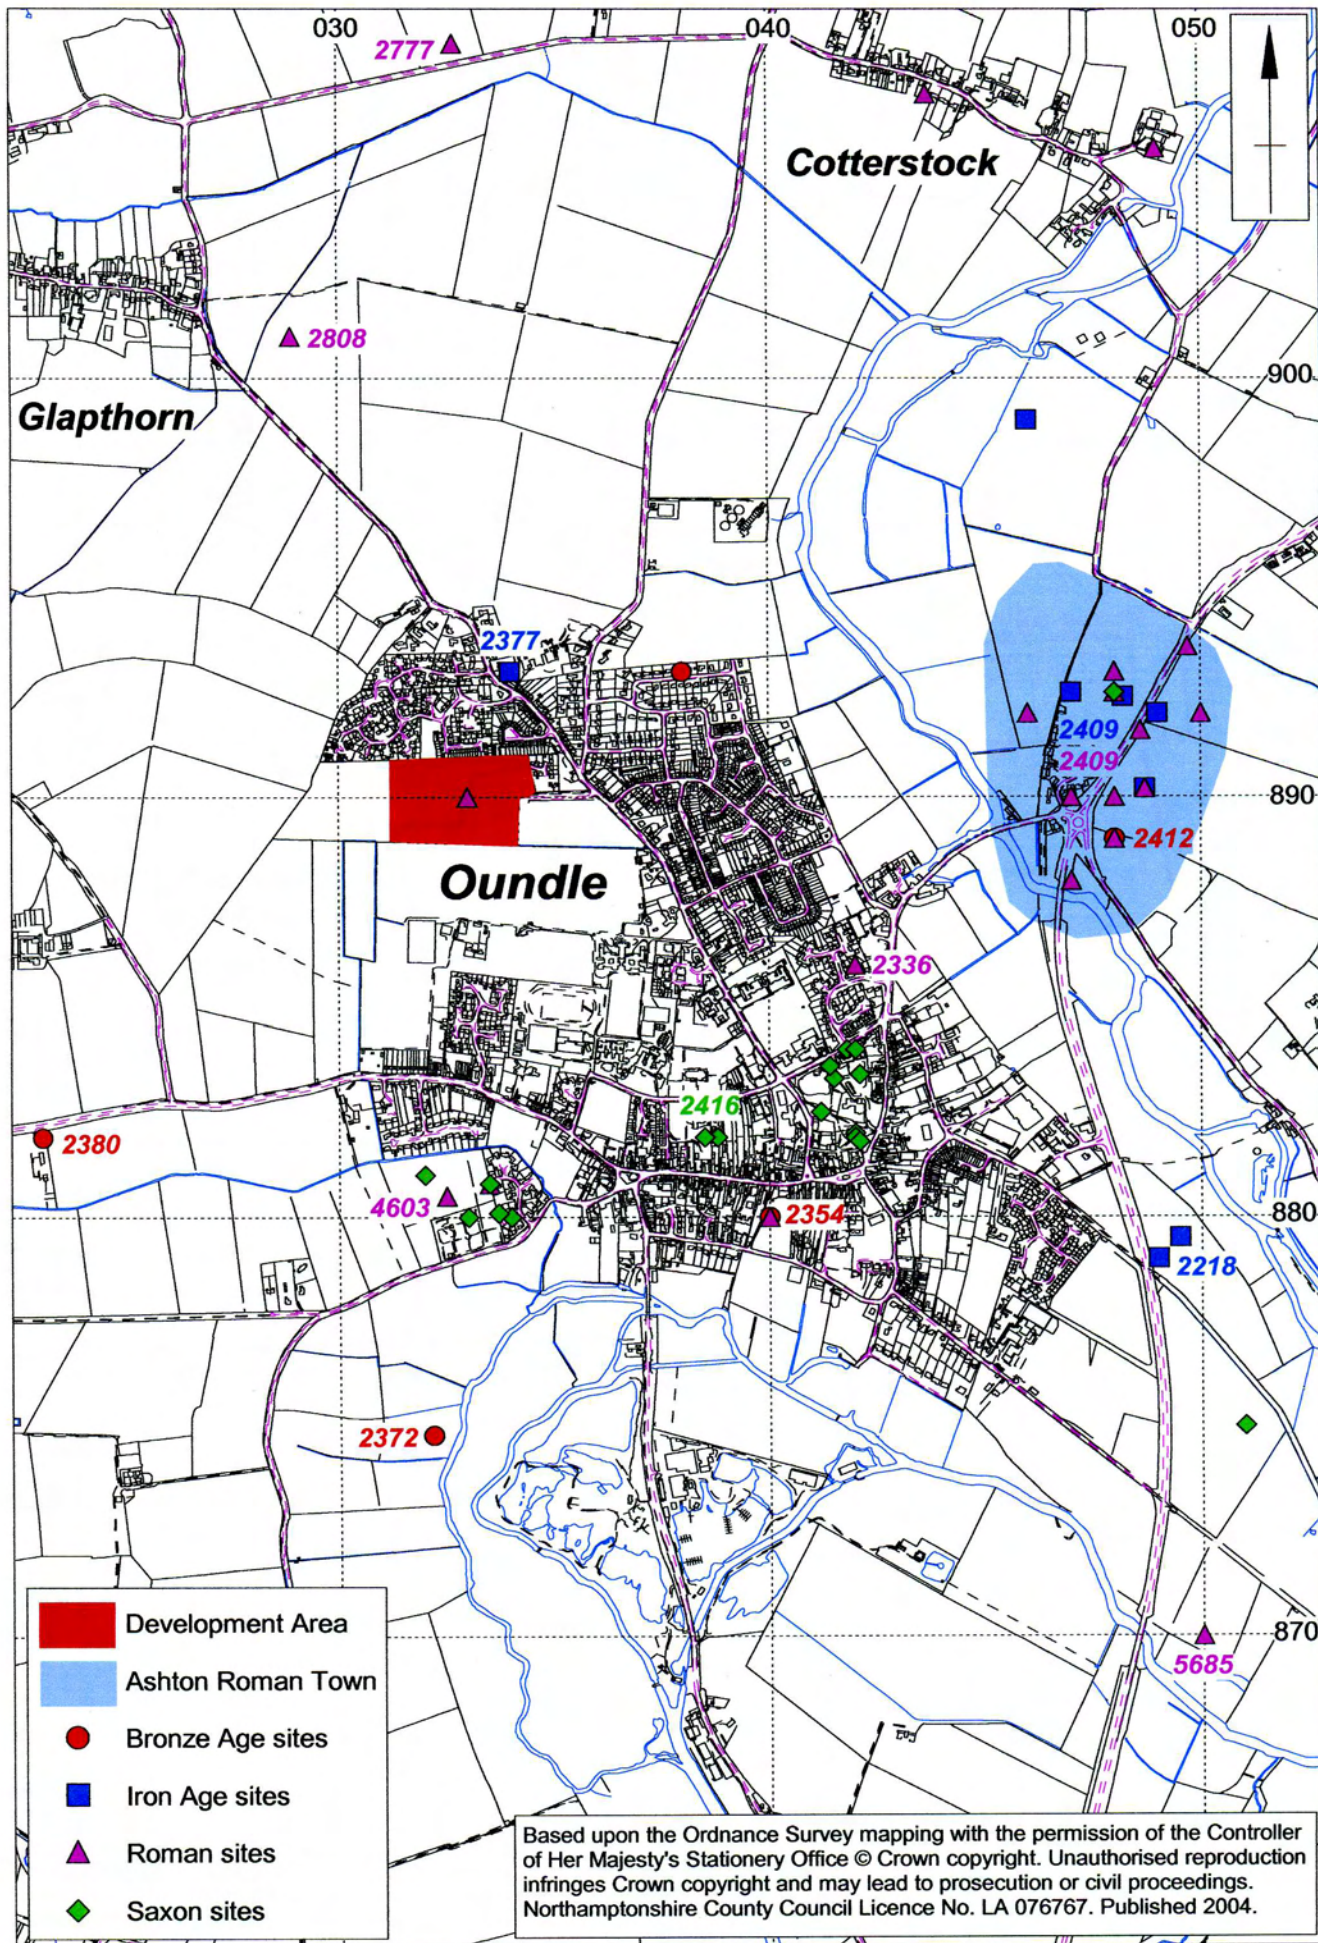 030
040
050
2777
Cotterstock
2808
900
Glapthorn
2377
2409
2409
890
2412
Oundle
2336
2416
2380
4603
2354
880
2218
2372
870
5685
Development Area
Ashton Roman Town
Bronze Age sites
Iron Age sites
Roman sites
Saxon sites
Based upon the Ordnance Survey mapping with the permission of the Controller
of Her Majesty's Stationery Office © Crown copyright. Unauthorised reproduction
infringes Crown copyright and may lead to prosecution or civil proceedings.
Northamptonshire County Council Licence No. LA 076767. Published 2004.